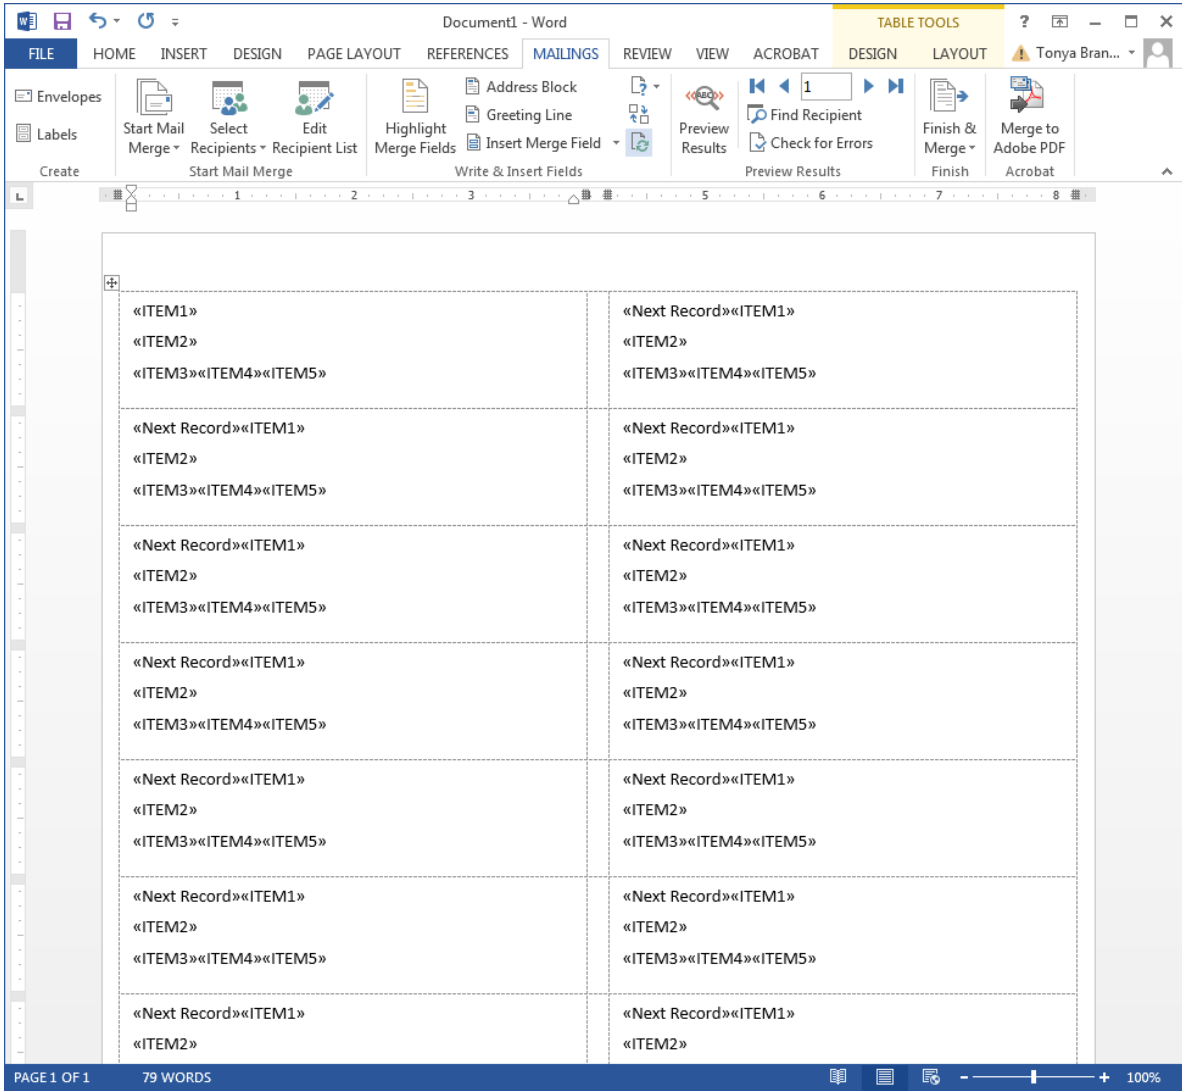 Document1 - Word
TABLE TOOLS
?
FILE HOME INSERT DESIGN PAGE LAYOUT REFERENCES MAILINGS REVIEW VIEW ACROBAT DESIGN LAYOUT Tonya Bran...
Envelopes
Labels
Create
Start Mail
Merge
Select
Recipients
Edit
Recipient List
Start Mail Merge
Highlight
Merge Fields
Address Block
Greeting Line
Insert Merge Field
Write & Insert Fields
«ABC»
Preview
Results
1
Find Recipient
Check for Errors
Preview Results
Finish &
Merge
Finish
Merge to
Adobe PDF
Acrobat
1 2 3 5 6 7 8
«ITEM1» «Next Record»«ITEM1»
«ITEM2» «ITEM2»
«ITEM3»«ITEM4»«ITEM5» «ITEM3»«ITEM4»«ITEM5»
«Next Record»«ITEM1» «Next Record»«ITEM1»
«ITEM2» «ITEM2»
«ITEM3»«ITEM4»«ITEM5» «ITEM3»«ITEM4»«ITEM5»
«Next Record»«ITEM1» «Next Record»«ITEM1»
«ITEM2» «ITEM2»
«ITEM3»«ITEM4»«ITEM5» «ITEM3»«ITEM4»«ITEM5»
«Next Record»«ITEM1» «Next Record»«ITEM1»
«ITEM2» «ITEM2»
«ITEM3»«ITEM4»«ITEM5» «ITEM3»«ITEM4»«ITEM5»
«Next Record»«ITEM1» «Next Record»«ITEM1»
«ITEM2» «ITEM2»
«ITEM3»«ITEM4»«ITEM5» «ITEM3»«ITEM4»«ITEM5»
«Next Record»«ITEM1» «Next Record»«ITEM1»
«ITEM2» «ITEM2»
«ITEM3»«ITEM4»«ITEM5» «ITEM3»«ITEM4»«ITEM5»
«Next Record»«ITEM1» «Next Record»«ITEM1»
«ITEM2» «ITEM2»
PAGE 1 OF 1 79 WORDS 100%